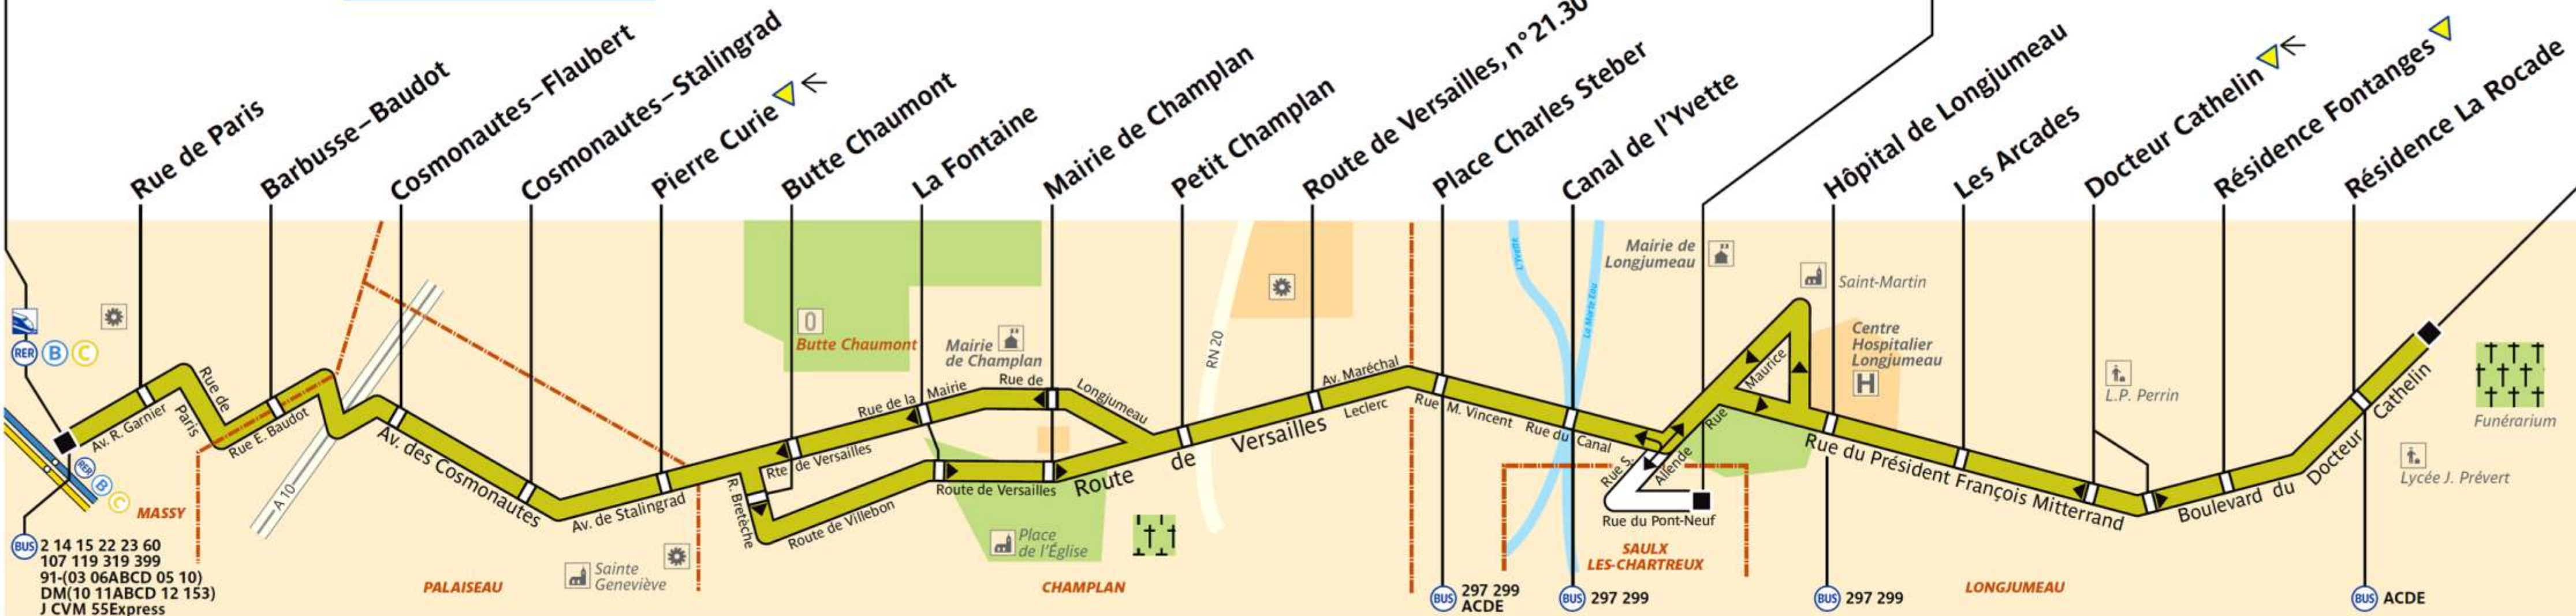 Rue de Paris
Barbusse–Baudot
Cosmonautes–Flaubert
Cosmonautes–Stalingrad
Pierre Curie
Butte Chaumont
La Fontaine
Mairie de Champlan
Petit Champlan
Route de Versailles, n°21.30
Place Charles Steber
Canal de l'Yvette
Hôpital de Longjumeau
Les Arcades
Docteur Cathelin
Résidence Fontanges
Résidence La Rocade
RER B C
Av. R. Garnier
Rue de
Paris
Rue E. Baudot
RER B C
MASSY
BUS 2 14 15 22 23 60
107 119 319 399
91-(03 06ABCD 05 10)
DM(10 11ABCD 12 153)
J CVM 55Express
A 10
Av. des Cosmonautes
PALAISEAU
Av. de Stalingrad
Sainte
Geneviève
Butte Chaumont
Mairie
de Champlan
Rte de Versailles
R. Bretèche
Route de Villebon
Rue de la Mairie
Rue de Longjumeau
Route de Versailles
Place
de l'Église
CHAMPLAN
Route de Versailles
RN 20
Av. Maréchal
Leclerc
L'Yvette
La Morte Eau
Rue M. Vincent
Rue du Canal
BUS 297 299
ACDE
BUS 297 299
Mairie de
Longjumeau
Saint-Martin
Rue Maurice
Rue S.
Allende
Rue du Pont-Neuf
SAULX
LES-CHARTREUX
Centre
Hospitalier
Longjumeau
H
Rue du Président François Mitterrand
BUS 297 299
LONGJUMEAU
L.P. Perrin
Boulevard du Docteur Cathelin
Lycée J. Prévert
Funérarium
BUS ACDE